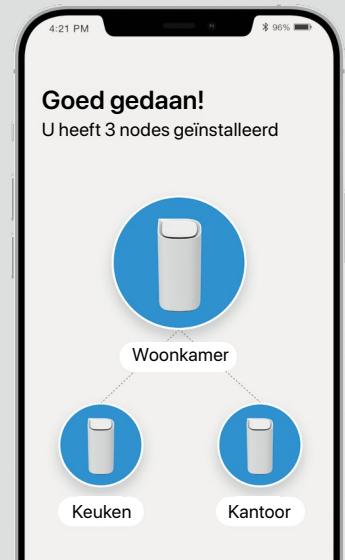 4:21 PM
96%
Goed gedaan!
U heeft 3 nodes geïnstalleerd
Woonkamer
Keuken
Kantoor